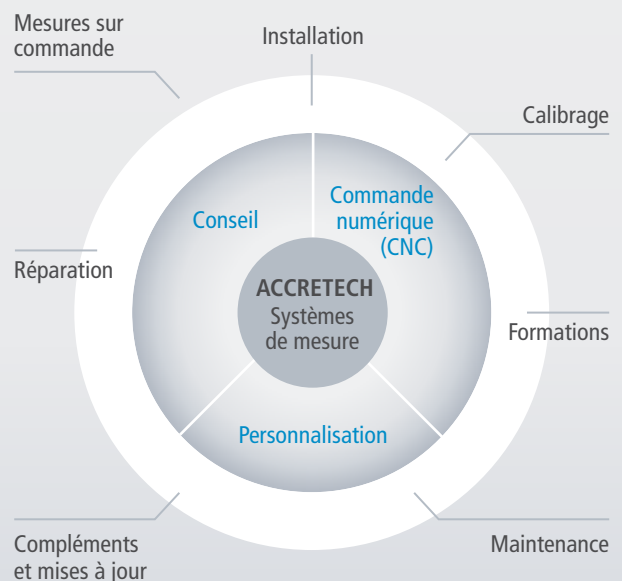 Mesures sur
commande
Installation
Calibrage
Commande
numérique
(CNC)
Conseil
Réparation
ACCRETECH
Systèmes
de mesure
Formations
Personnalisation
Compléments
et mises à jour
Maintenance